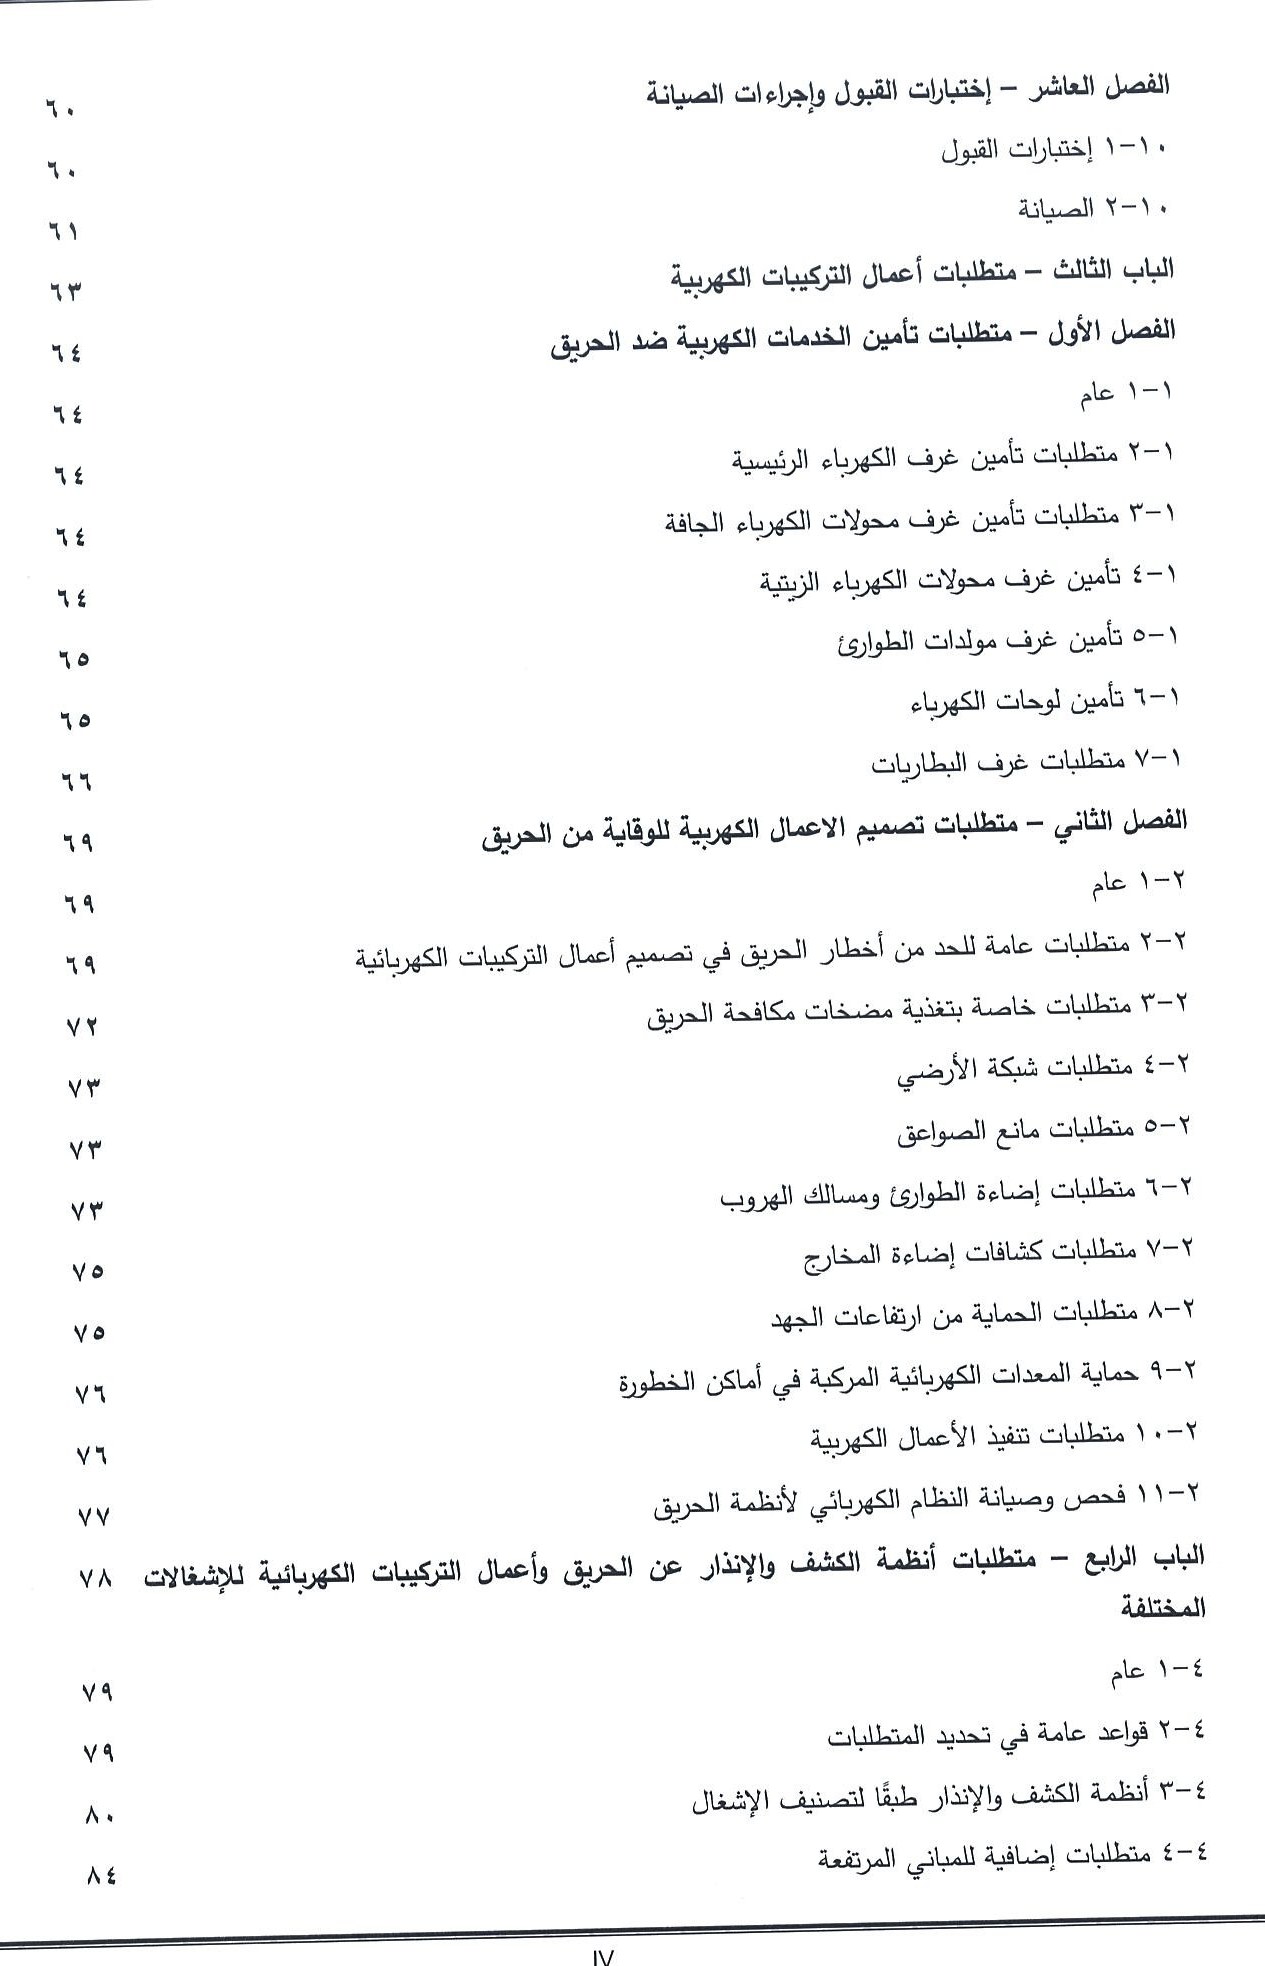 الفصل العاشر – إختبارات القبول وإجراءات الصيانة ٦٠
١٠-١ إختبارات القبول ٦٠
١٠-٢ الصيانة ٦١
الباب الثالث – متطلبات أعمال التركيبات الكهربية ٦٣
الفصل الأول – متطلبات تأمين الخدمات الكهربية ضد الحريق ٦٤
١-١ عام ٦٤
١-٢ متطلبات تأمين غرف الكهرباء الرئيسية ٦٤
١-٣ متطلبات تأمين غرف محولات الكهرباء الجافة ٦٤
١-٤ تأمين غرف محولات الكهرباء الزيتية ٦٤
١-٥ تأمين غرف مولدات الطوارئ ٦٥
١-٦ تأمين لوحات الكهرباء ٦٥
١-٧ متطلبات غرف البطاريات ٦٦
الفصل الثاني – متطلبات تصميم الاعمال الكهربية للوقاية من الحريق ٦٩
٢-١ عام ٦٩
٢-٢ متطلبات عامة للحد من أخطار الحريق في تصميم أعمال التركيبات الكهربائية ٦٩
٢-٣ متطلبات خاصة بتغذية مضخات مكافحة الحريق ٧٢
٢-٤ متطلبات شبكة الأرضي ٧٣
٢-٥ متطلبات مانع الصواعق ٧٣
٢-٦ متطلبات إضاءة الطوارئ ومسالك الهروب ٧٣
٢-٧ متطلبات كشافات إضاءة المخارج ٧٥
٢-٨ متطلبات الحماية من ارتفاعات الجهد ٧٥
٢-٩ حماية المعدات الكهربائية المركبة في أماكن الخطورة ٧٦
٢-١٠ متطلبات تنفيذ الأعمال الكهربية ٧٦
٢-١١ فحص وصيانة النظام الكهربائي لأنظمة الحريق ٧٧
الباب الرابع – متطلبات أنظمة الكشف والإنذار عن الحريق وأعمال التركيبات الكهربائية للإشغالات ٧٨
المختلفة
٤-١ عام ٧٩
٤-٢ قواعد عامة في تحديد المتطلبات ٧٩
٤-٣ أنظمة الكشف والإنذار طبقًا لتصنيف الإشغال ٨٠
٤-٤ متطلبات إضافية للمباني المرتفعة ٨٤
IV